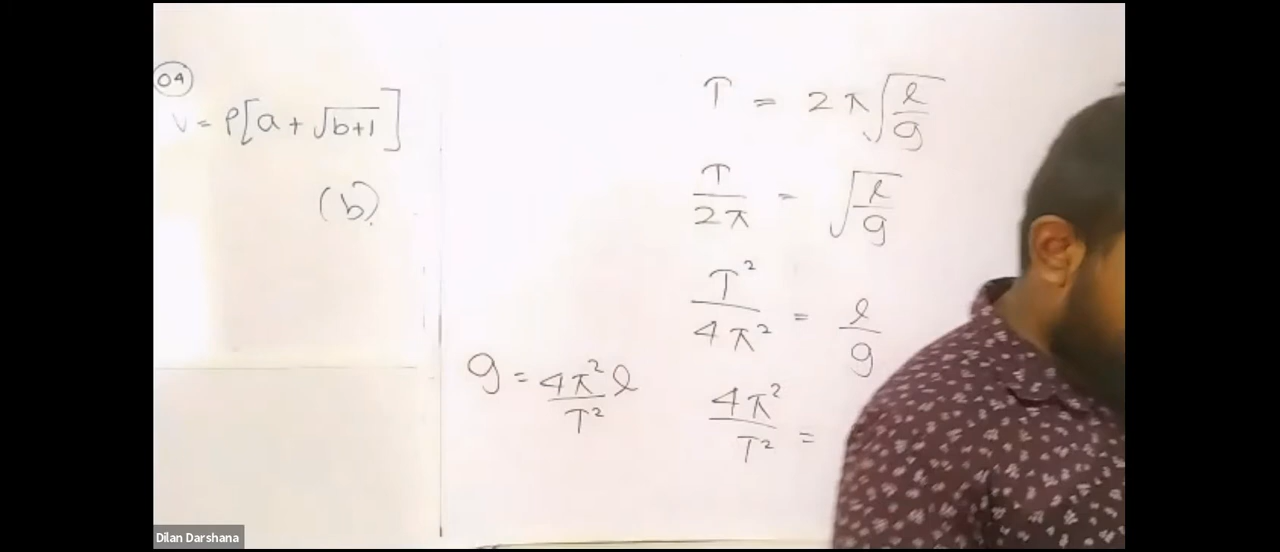 04
V = P[a + √b+1]
(b)
T = 2π√(l/g)
T/2π = √(l/g)
T²/4π² = l/g
g = 4π²l/T²
4π²/T² =
Dilan Darshana